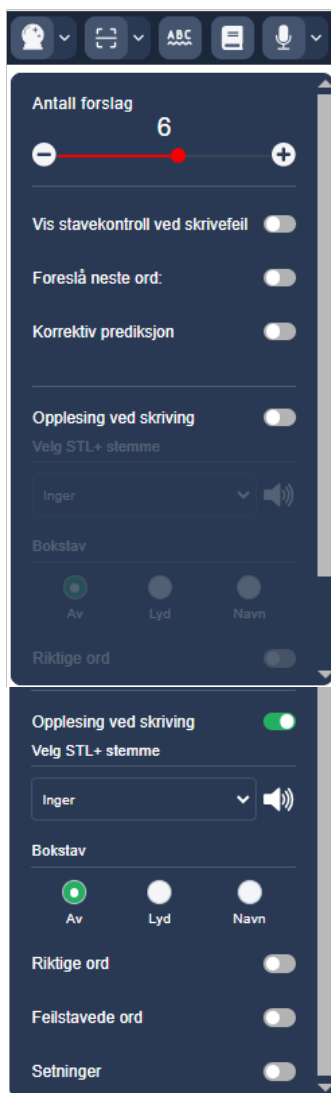 ABC
Antall forslag
6
Vis stavekontroll ved skrivefeil
Foreslå neste ord:
Korrektiv prediksjon
Opplesing ved skriving
Velg STL+ stemme
Inger
Bokstav
Av Lyd Navn
Riktige ord
Opplesing ved skriving
Velg STL+ stemme
Inger
Bokstav
Av Lyd Navn
Riktige ord
Feilstavede ord
Setninger